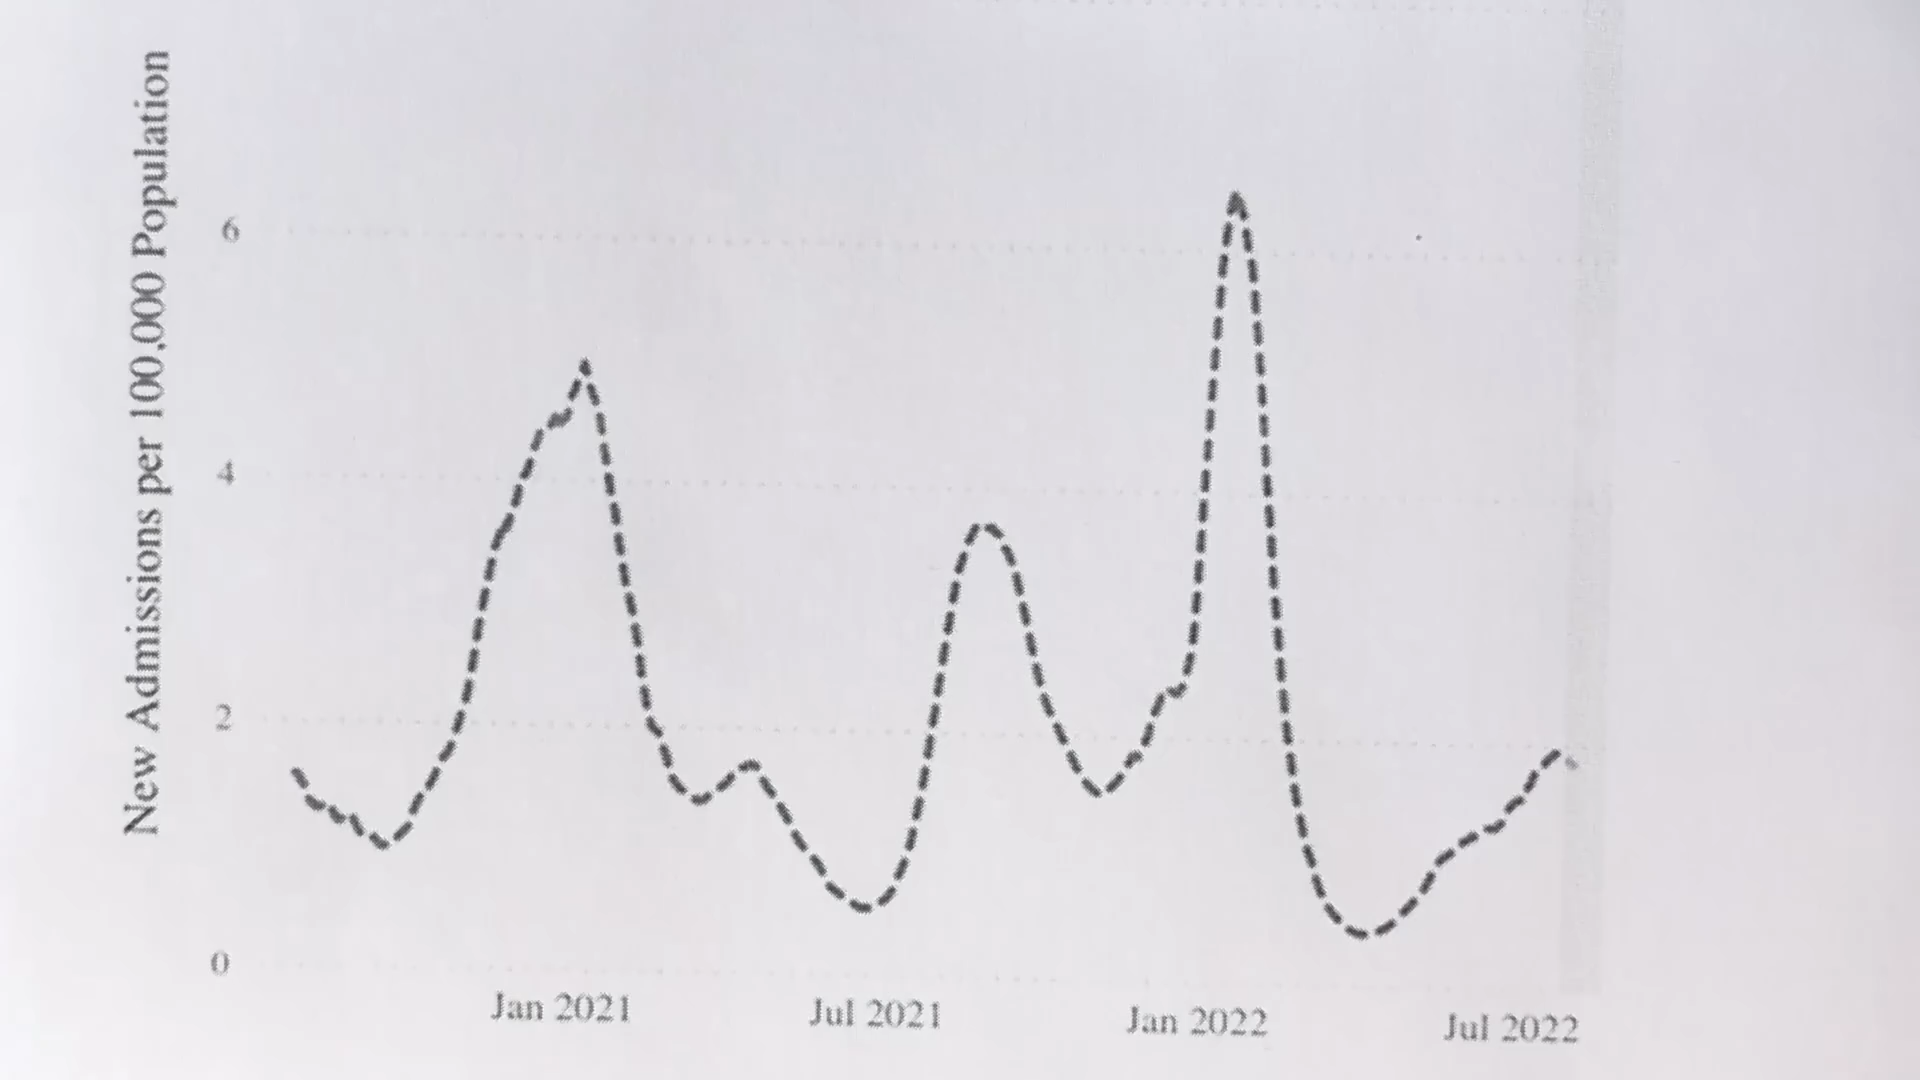 New Admissions per 100,000 Population
6
4
2
0
Jan 2021
Jul 2021
Jan 2022
Jul 2022